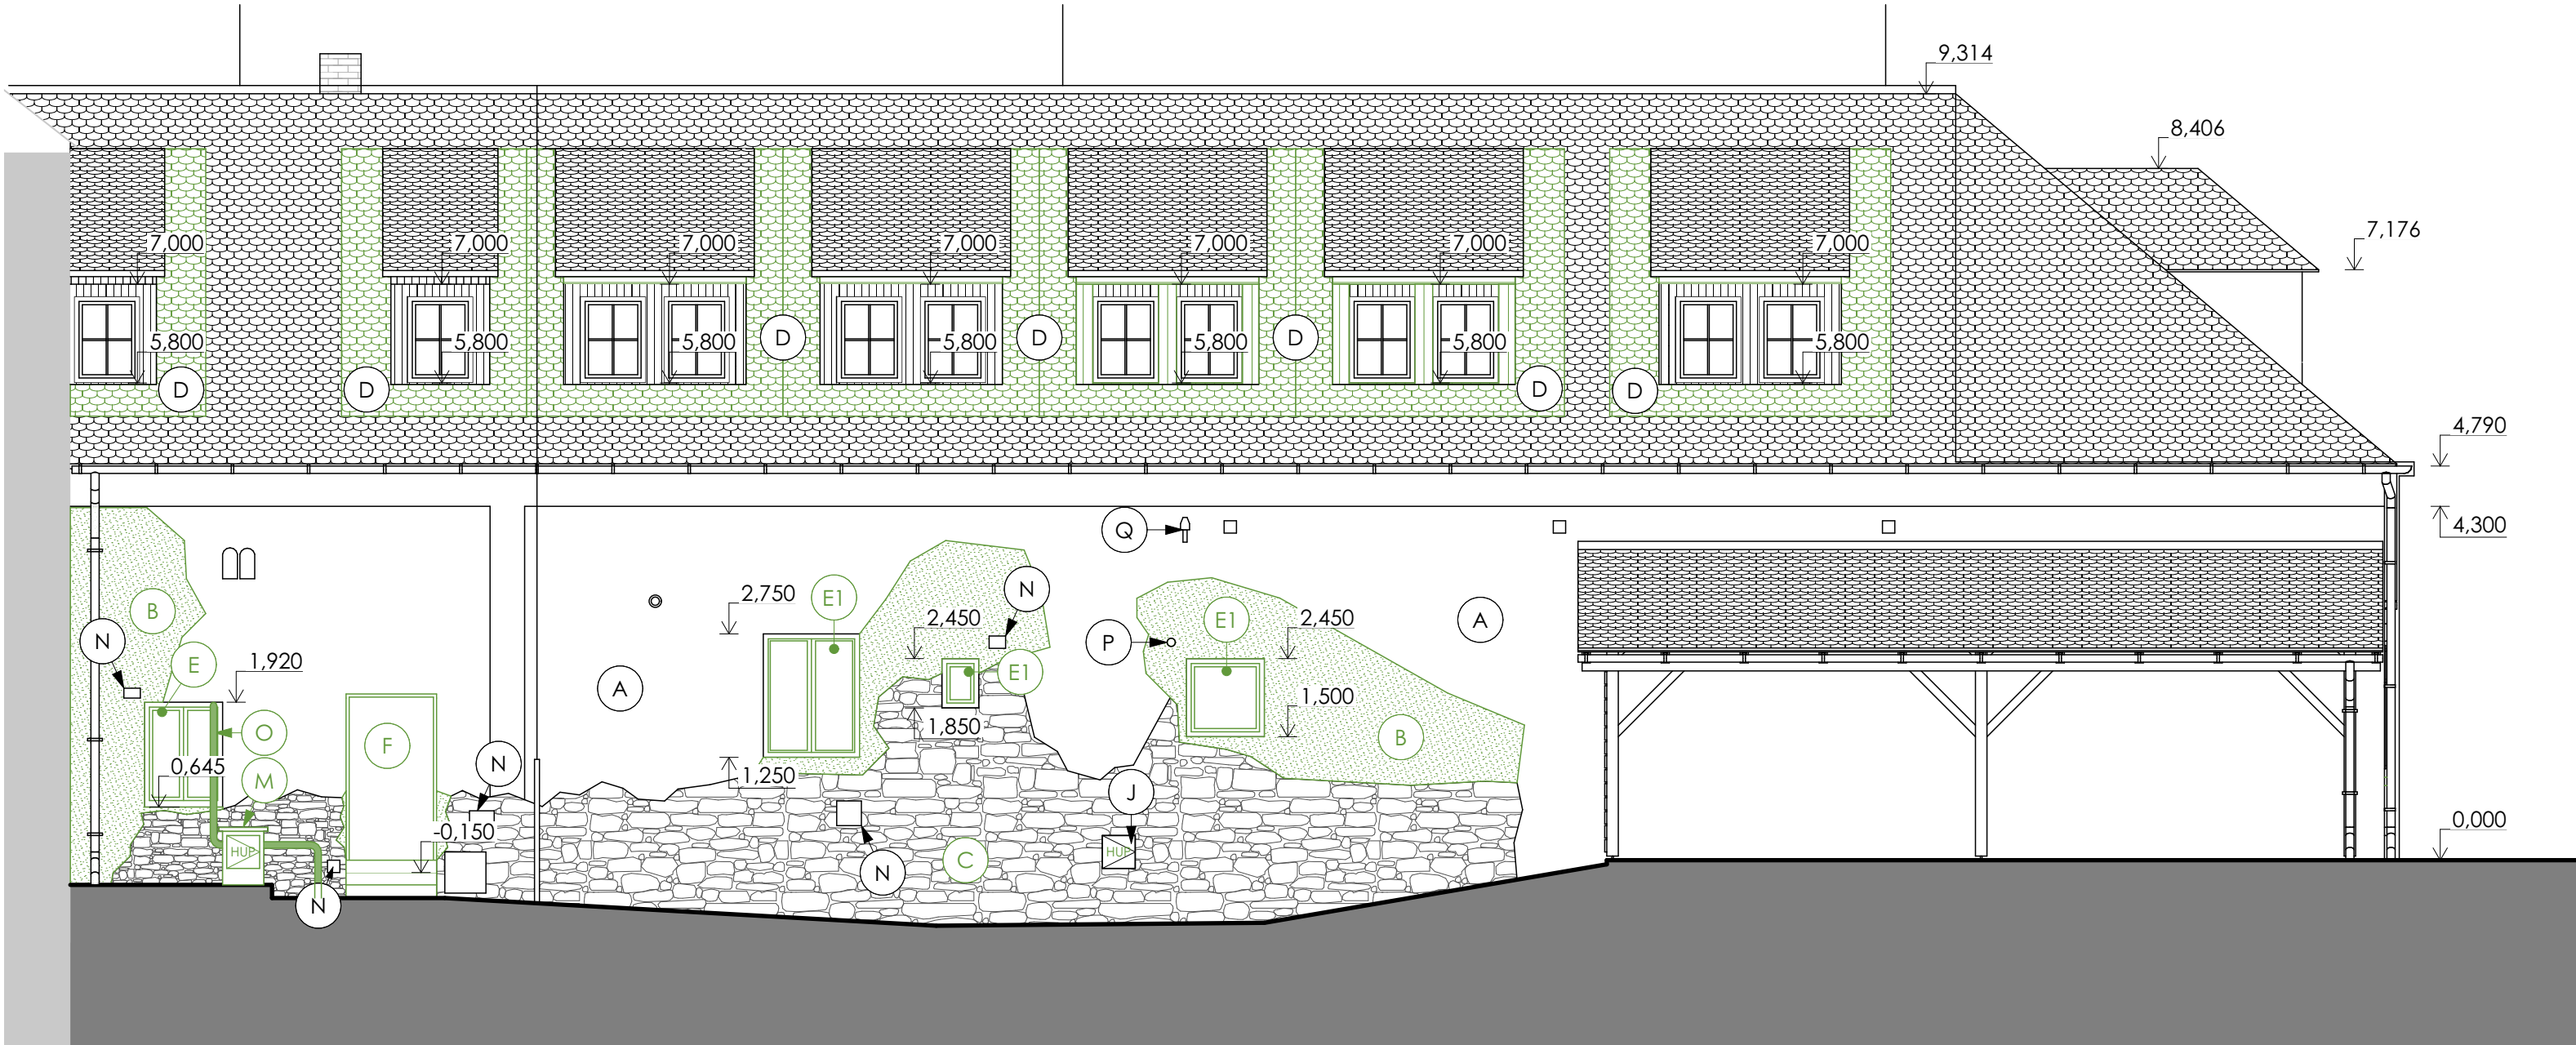 9,314
8,406
7,176
7,000 7,000 7,000 7,000 7,000 7,000 7,000
5,800 5,800 5,800 5,800 5,800 5,800 5,800
D D D
D D D D
4,790
4,300
Q
2,750 E1 N
B 2,450 E1 2,450 A
N P
E 1,920 E1
A 1,500
O F 1,850 B
0,645 N
M 1,250 J
-0,150 0,000
HUP HUP
N C
N